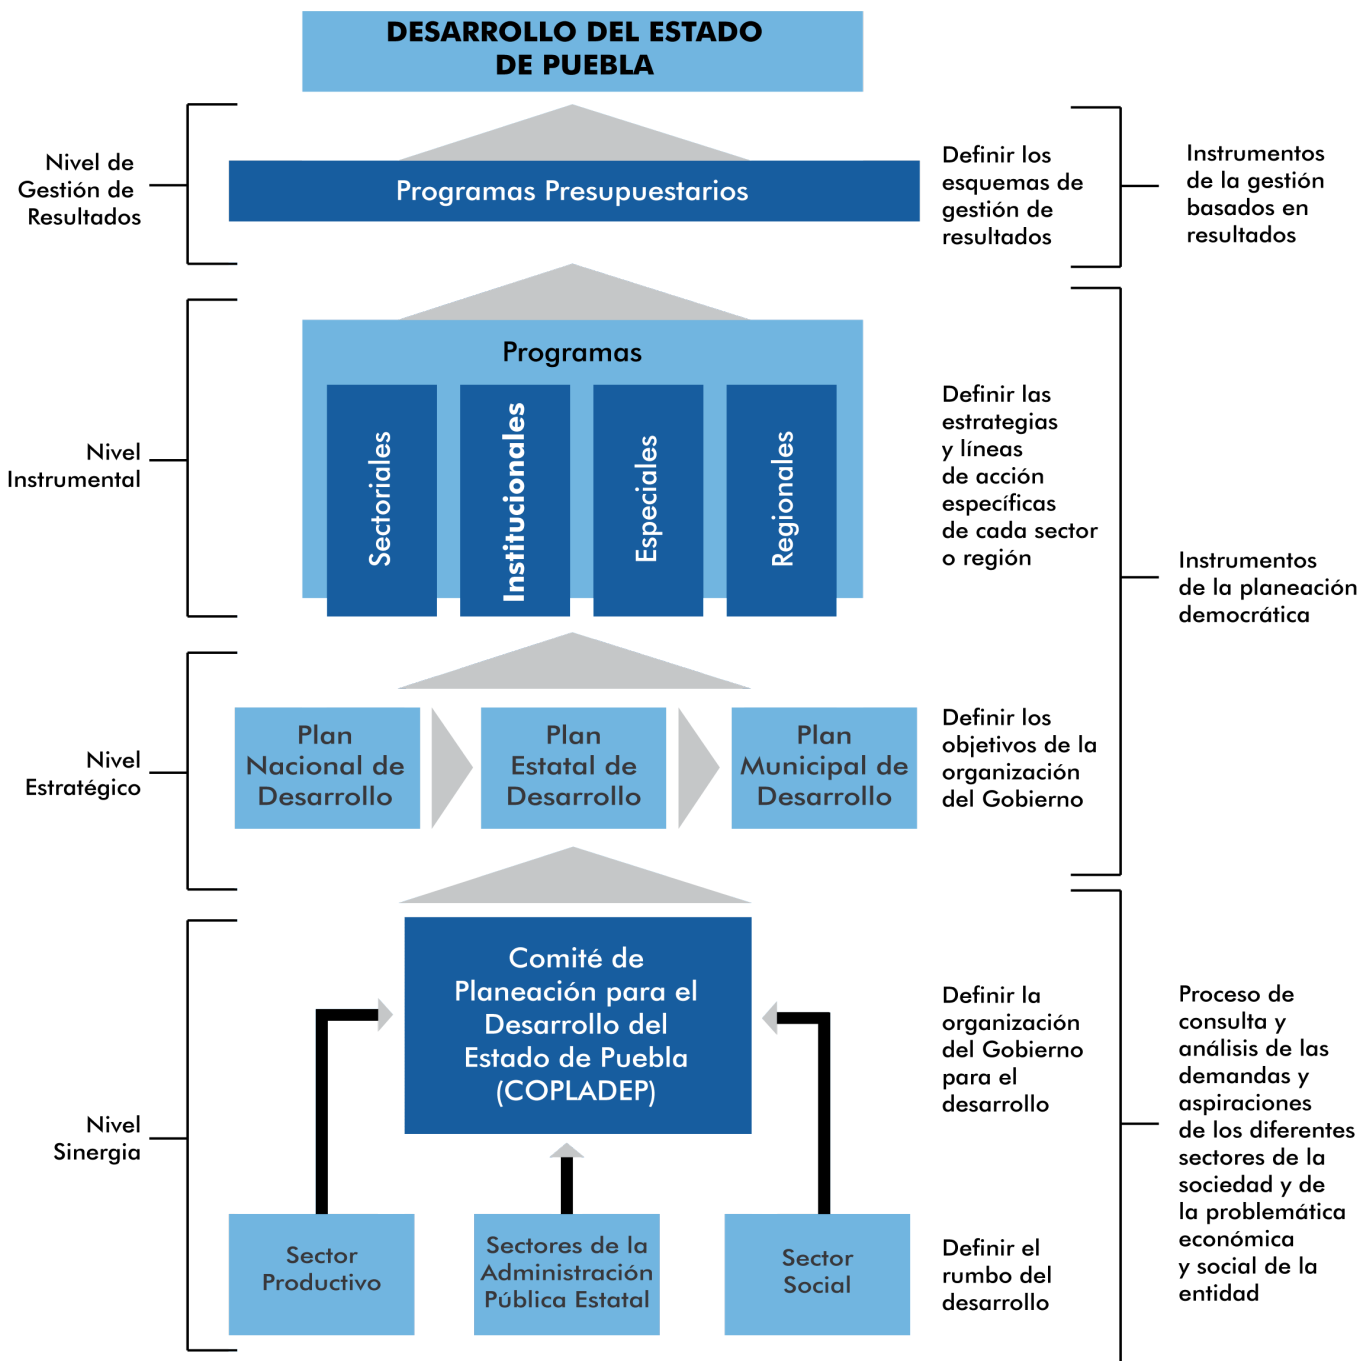 DESARROLLO DEL ESTADO
DE PUEBLA
Nivel de
Gestión de
Resultados
Programas Presupuestarios
Definir los
esquemas de
gestión de
resultados
Instrumentos
de la gestión
basados en
resultados
Nivel
Instrumental
Programas
Sectoriales
Institucionales
Especiales
Regionales
Definir las
estrategias
y líneas
de acción
específicas
de cada sector
o región
Instrumentos
de la planeación
democrática
Nivel
Estratégico
Plan
Nacional de
Desarrollo
Plan
Estatal de
Desarrollo
Plan
Municipal de
Desarrollo
Definir los
objetivos de la
organización
del Gobierno
Nivel
Sinergia
Comité de
Planeación para el
Desarrollo del
Estado de Puebla
(COPLADEP)
Definir la
organización
del Gobierno
para el
desarrollo
Sector
Productivo
Sectores de la
Administración
Pública Estatal
Sector
Social
Definir el
rumbo del
desarrollo
Proceso de
consulta y
análisis de las
demandas y
aspiraciones
de los diferentes
sectores de la
sociedad y de
la problemática
económica
y social de la
entidad